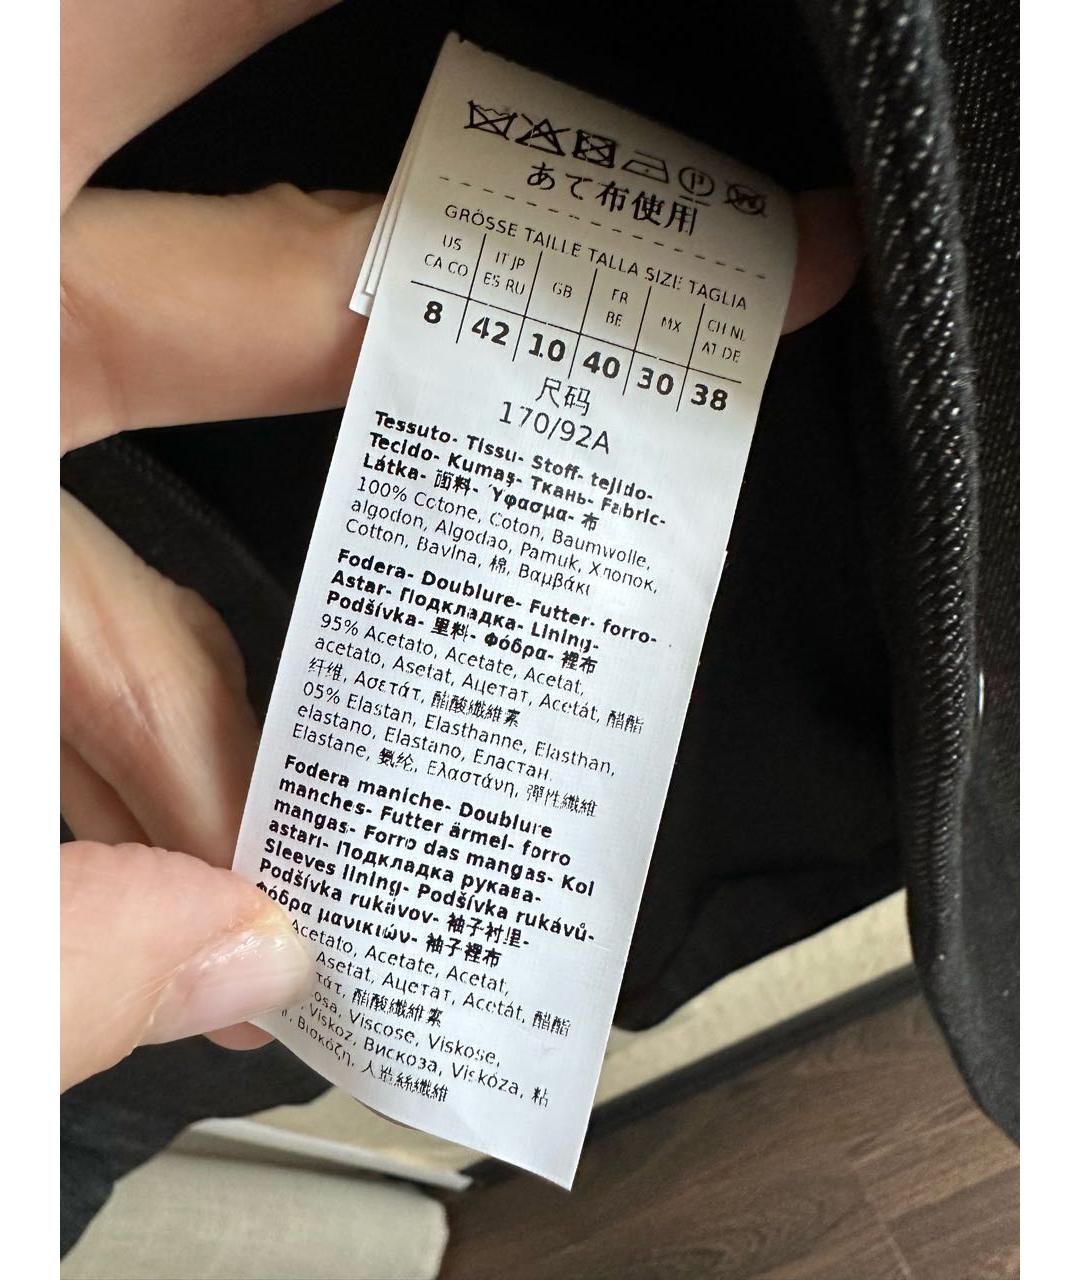 あて布使用
GRÖSSE TAILLE TALLA SIZE TAGLIA
US CA CO | IT JP ES RU | GB | FR BE | MX | CH NL AT DE
8 | 42 | 10 | 40 | 30 | 38
尺码
170/92A
Tessuto- Tissu- Stoff- tejido-
Tecido- Kumaş- Ткань- Fabric-
Látka- 面料- Ύφασμα- 布
100% Cotone, Coton, Baumwolle,
algodon, Algodao, Pamuk, Хлопок,
Cotton, Bavlna, 棉, Βαμβάκι
Fodera- Doublure- Futter- forro-
Astar- Подкладка- Lining-
Podšívka- 里料- Φόδρα- 裡布
95% Acetato, Acetate, Acetat,
acetato, Asetat, Ацетат, Acetát, 醋酯
纤维, Ασετάτ, 醋酸纖維素
05% Elastan, Elasthanne, Elasthan,
elastano, Elastano, Еластан,
Elastane, 氨纶, Ελαστάνη, 彈性纖維
Fodera maniche- Doublure
manches- Futter ärmel- forro
mangas- Forro das mangas- Kol
astari- Подкладка рукава-
Sleeves lining- Podšívka rukávů-
Podšívka rukávov- 袖子衬里-
Φόδρα μανικιών- 袖子裡布
Acetato, Acetate, Acetat,
Asetat, Ацетат, Acetát, 醋酯
醋酸纖維素
Viscose, Viskose,
Viskoz, Вискоза, Viskóza, 粘
Βισκόζη, 人造絲纖維